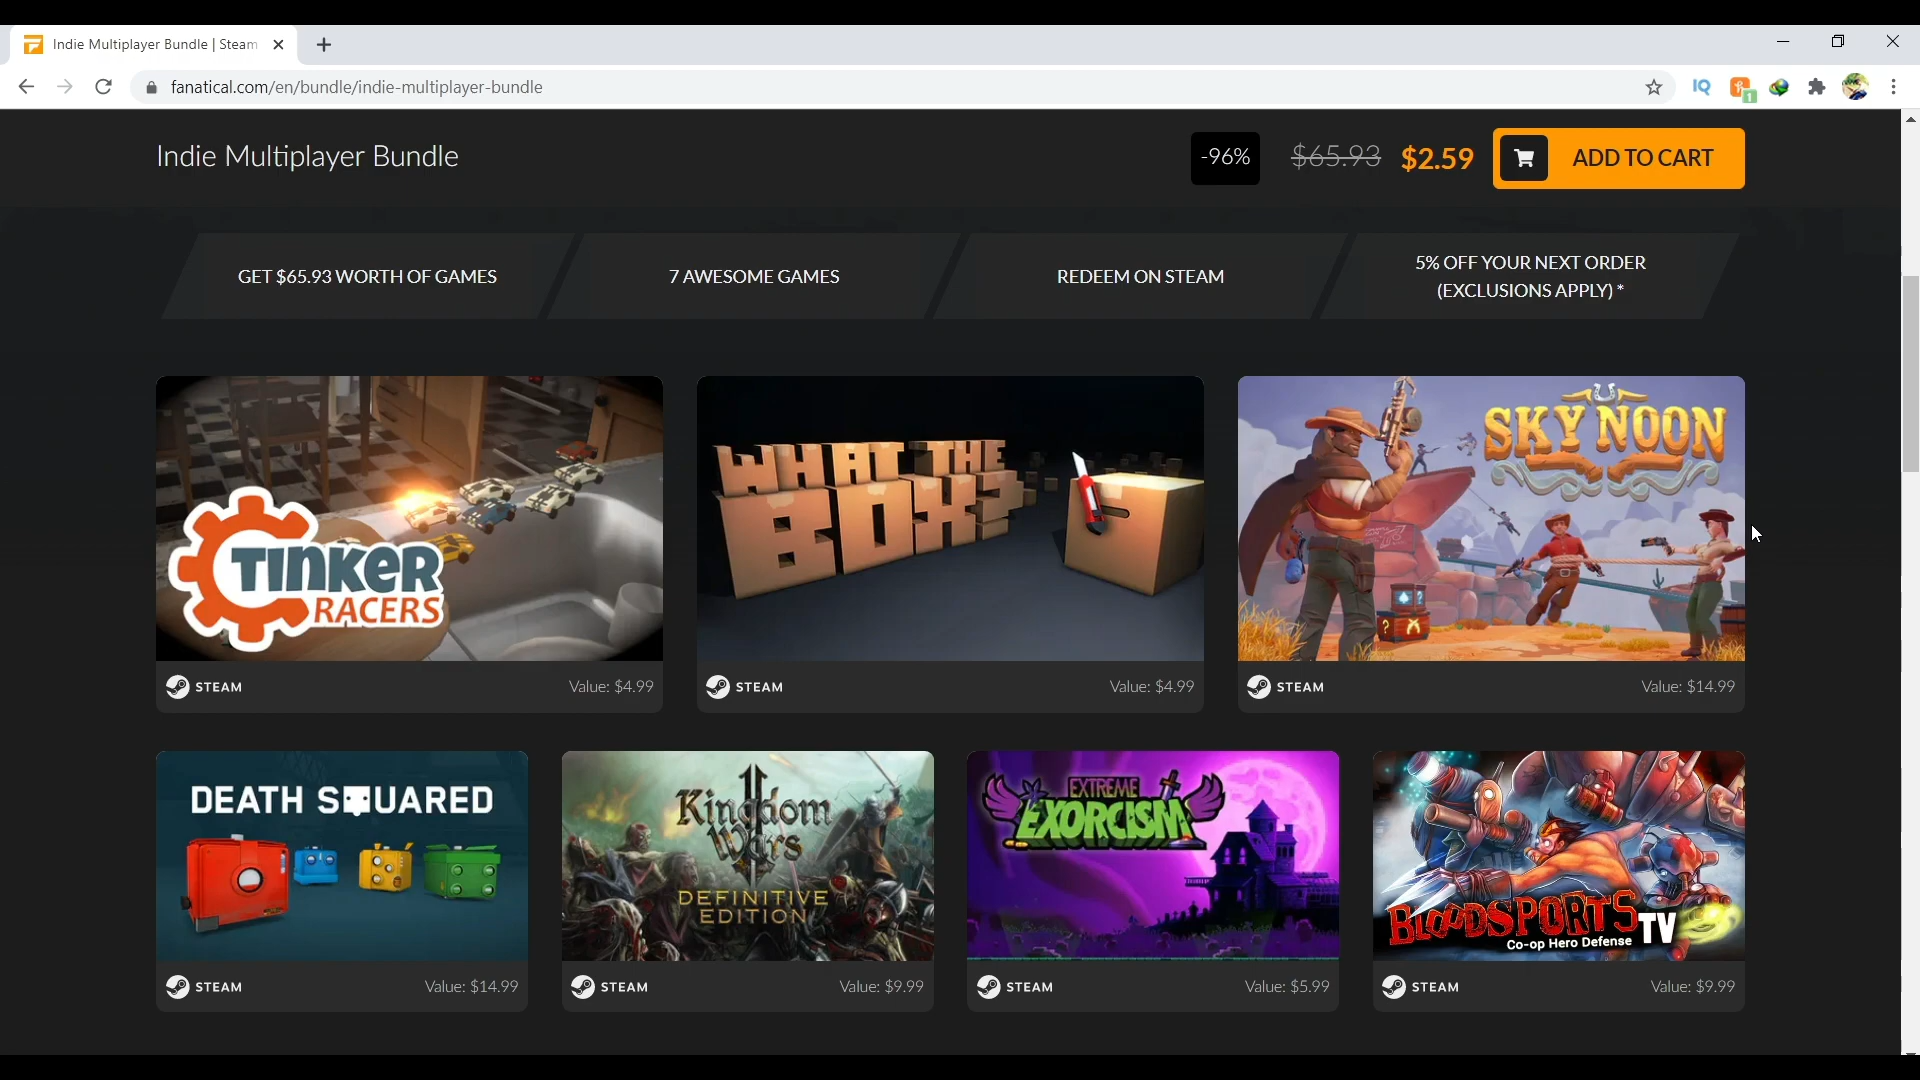 Indie Multiplayer Bundle | Steam
fanatical.com/en/bundle/indie-multiplayer-bundle
IQ
1
Indie Multiplayer Bundle
-96%
$65.93
$2.59
ADD TO CART
GET $65.93 WORTH OF GAMES
7 AWESOME GAMES
REDEEM ON STEAM
5% OFF YOUR NEXT ORDER
(EXCLUSIONS APPLY) *
TINKER
RACERS
WHAT THE
BOX?
SKY NOON
STEAM
Value: $4.99
STEAM
Value: $4.99
STEAM
Value: $14.99
DEATH SQUARED
Kingdom
Wars
II
DEFINITIVE
EDITION
EXTREME
EXORCISM
BLOODSPORTS TV
Co-op Hero Defense
STEAM
Value: $14.99
STEAM
Value: $9.99
STEAM
Value: $5.99
STEAM
Value: $9.99